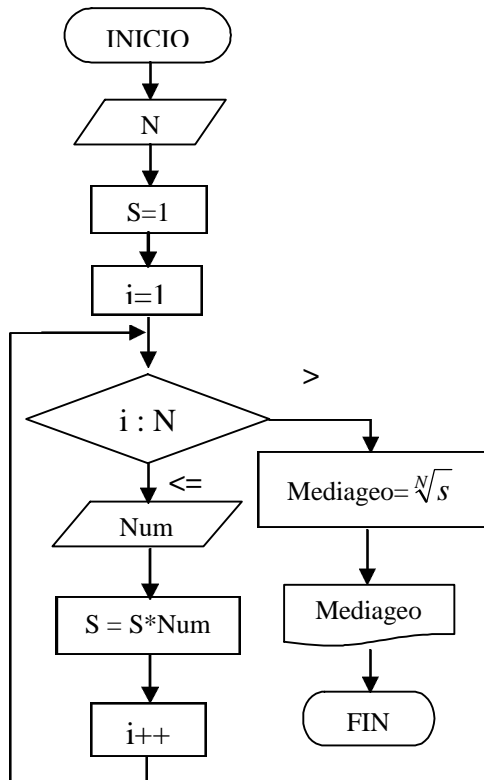 INICIO
N
S=1
i=1
i : N
>
<=
Mediageo= ᴺ√s
Num
Mediageo
S = S*Num
FIN
i++